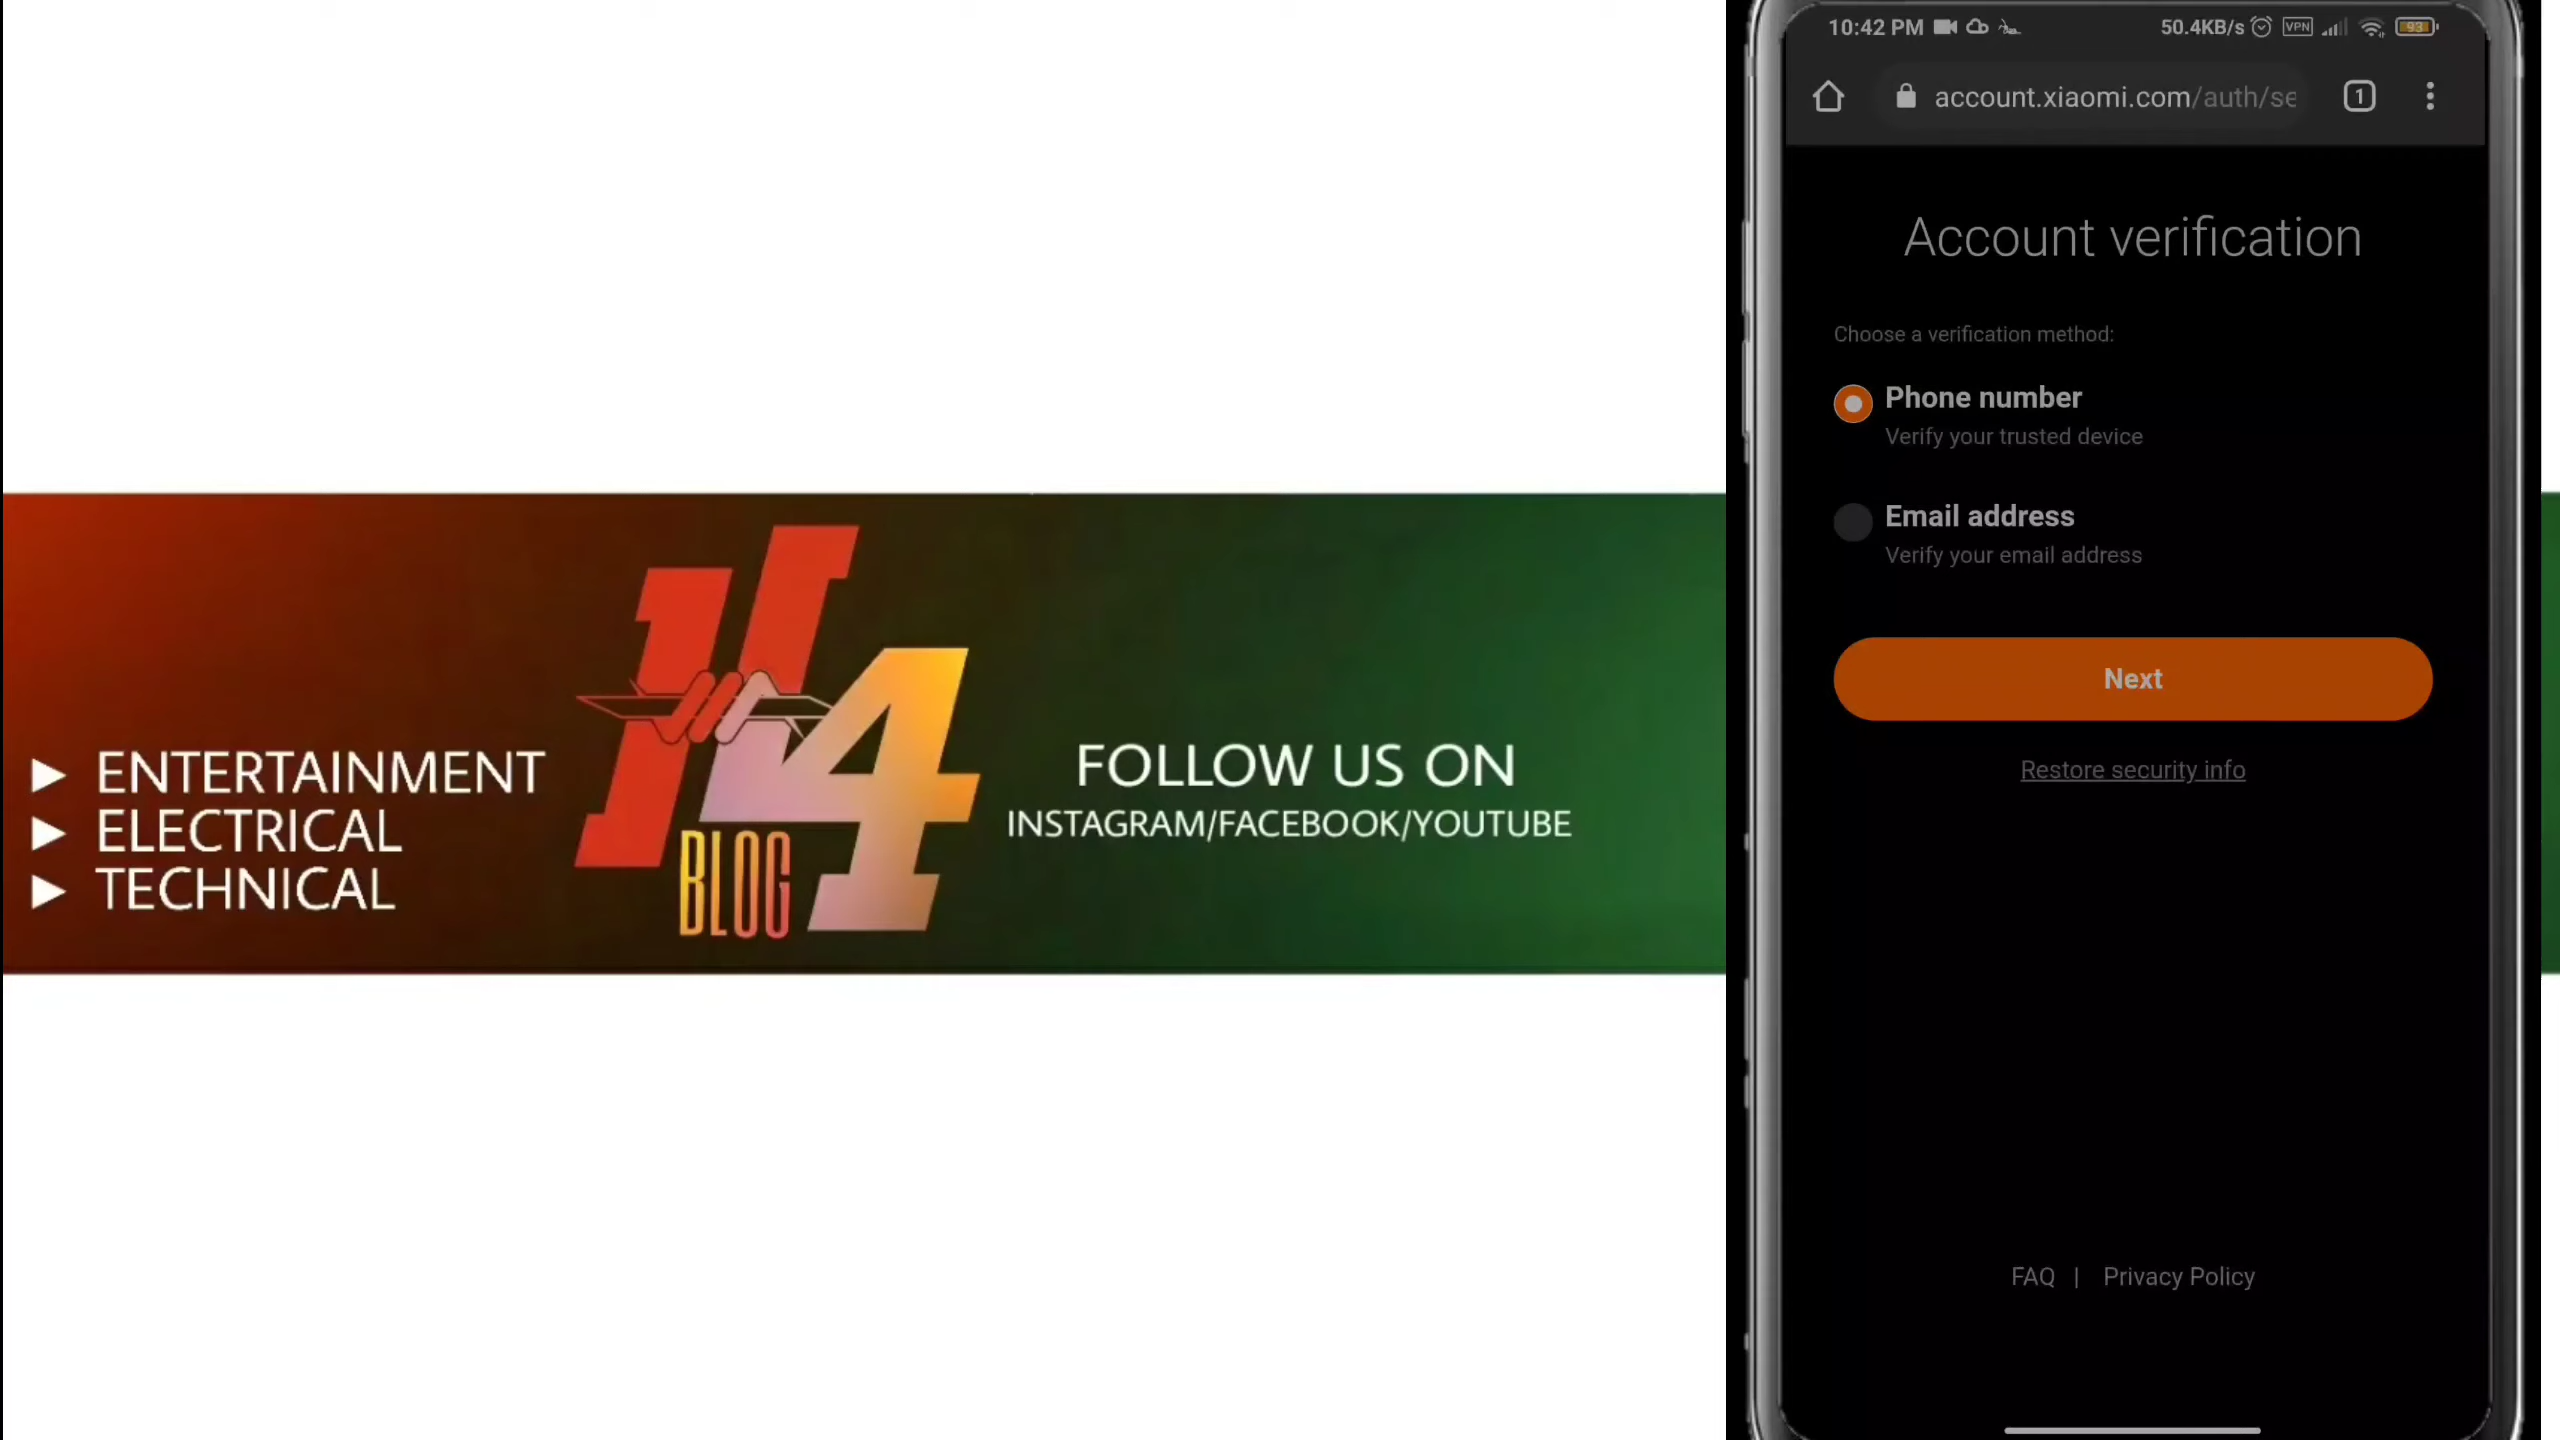 ENTERTAINMENT
ELECTRICAL
TECHNICAL
H4
BLOG
FOLLOW US ON
INSTAGRAM/FACEBOOK/YOUTUBE
10:42 PM 50.4KB/s VPN 93
account.xiaomi.com/auth/se
1
Account verification
Choose a verification method:
Phone number
Verify your trusted device
Email address
Verify your email address
Next
Restore security info
FAQ | Privacy Policy